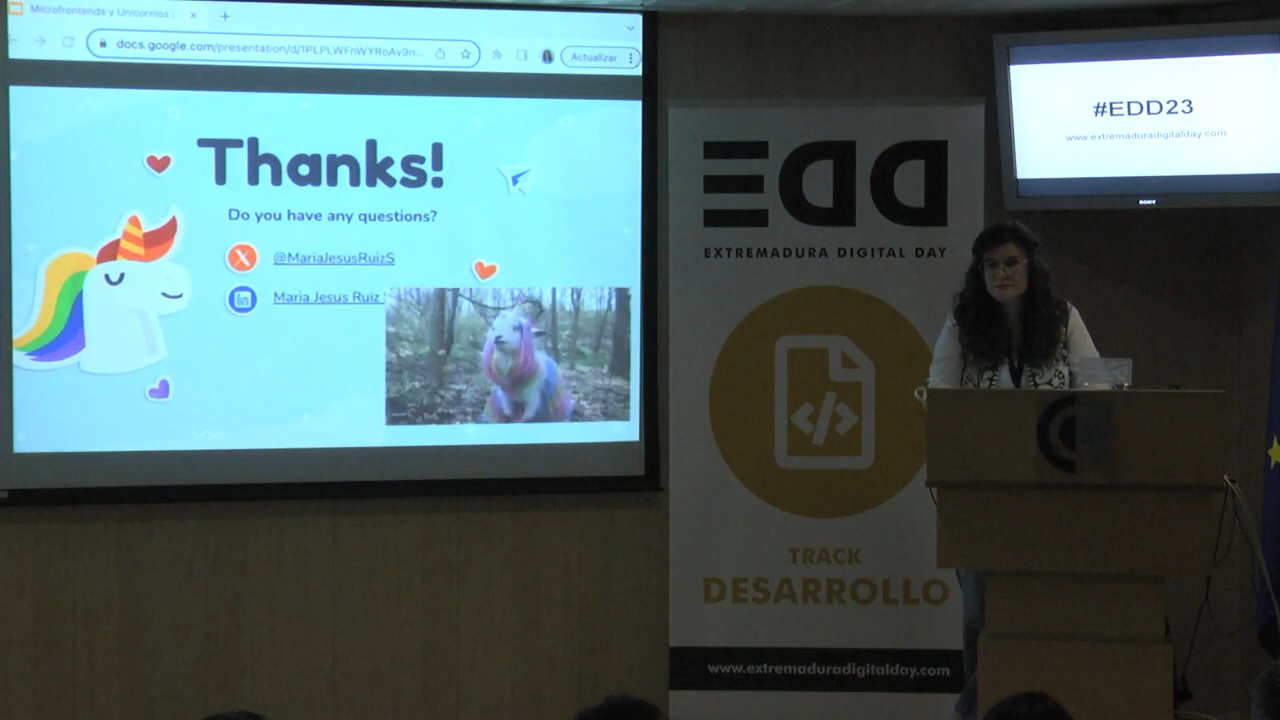 Microfrontends y Unicornios
docs.google.com/presentation/d/1PLPLWFnWYRoAv9n...
Actualizar
Thanks!
Do you have any questions?
@MariaJesusRuizS
in
Maria Jesus Ruiz
EDD
EXTREMADURA DIGITAL DAY
</>
TRACK
DESARROLLO
www.extremaduradigitalday.com
#EDD23
www.extremaduradigitalday.com
SONY